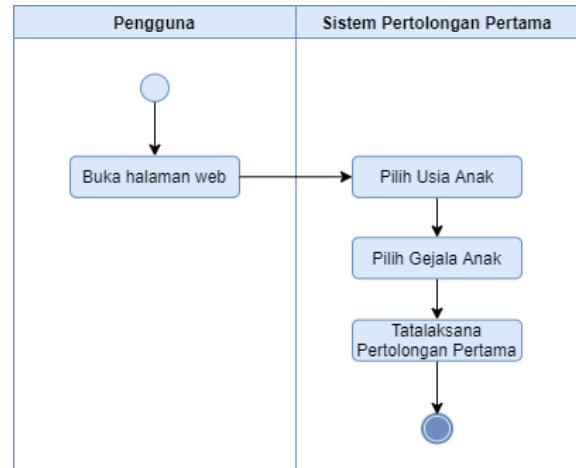 Pengguna
Sistem Pertolongan Pertama
Buka halaman web
Pilih Usia Anak
Pilih Gejala Anak
Tatalaksana
Pertolongan Pertama